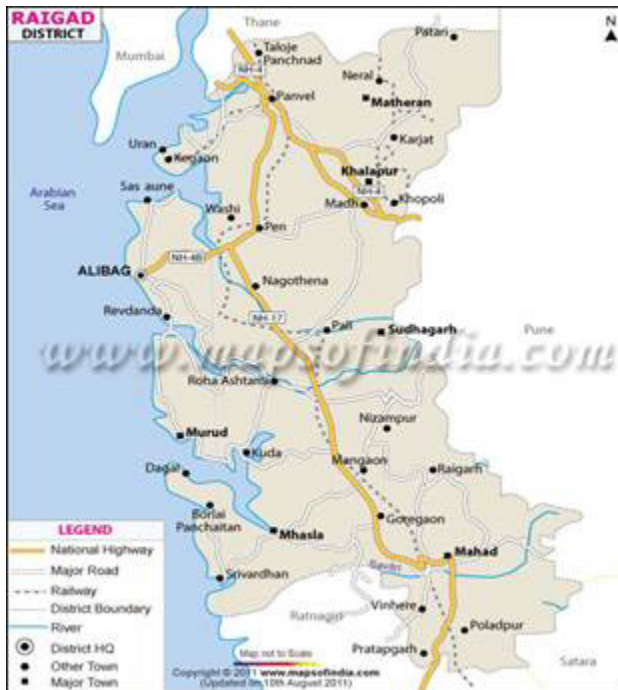 RAIGAD
DISTRICT
Thane
N
Mumbai
Patari
Taloje
Panchnad
NH-4
Neral
Panvel
Matheran
Uran
Kegaon
Karjat
Khalapur
Arabian
Sea
Sas aune
NH-4
Washi
Madh
Khopoli
Pen
ALIBAG
NH-4B
Nagothena
Revdanda
NH-17
Pali
Sudhagarh
Pune
www.mapsofindia.com
Roha Ashtami
Nizampur
Murud
Kuda
Dagal
Mangaon
Raigarh
Borlai
Panchaitan
Goregaon
LEGEND
Mhasla
National Highway
Mahad
Major Road
Srivardhan
Railway
District Boundary
Ratnagiri
Vinhere
River
Poladpur
District HQ
Map not to Scale
Pratapgarh
Satara
Other Town
Copyright © 2011 www.mapsofindia.com
Major Town
(Updated on 10th August 2011)